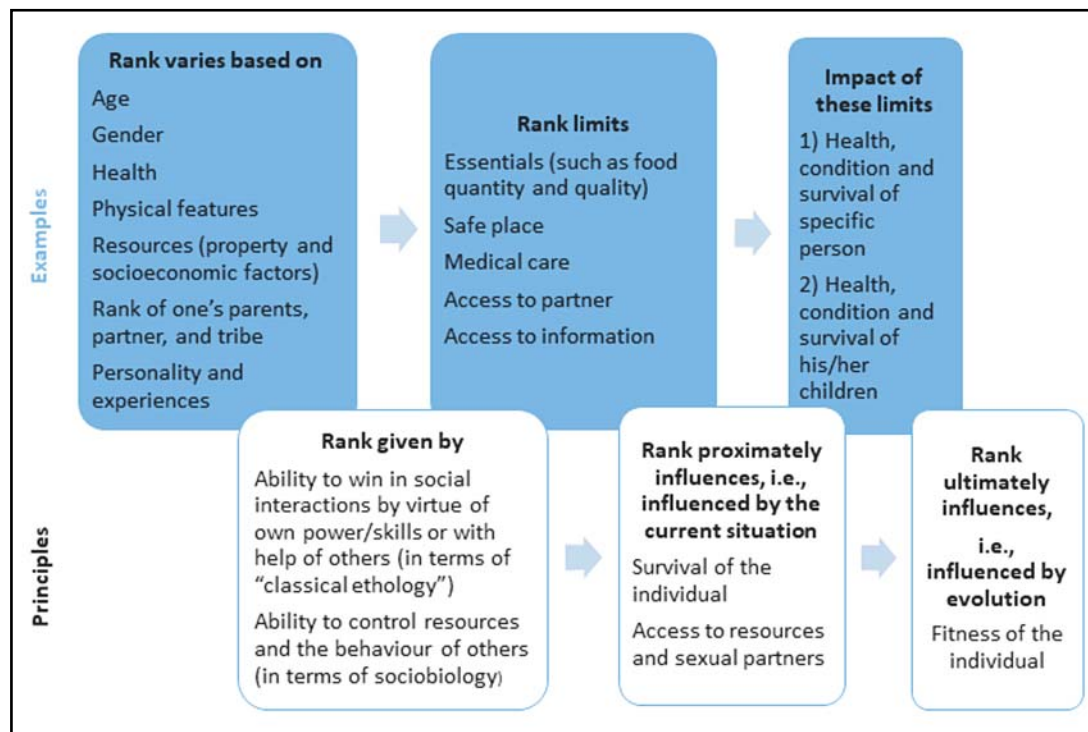 Examples
Rank varies based on
Age
Gender
Health
Physical features
Resources (property and
socioeconomic factors)
Rank of one's parents,
partner, and tribe
Personality and
experiences
Rank limits
Essentials (such as food
quantity and quality)
Safe place
Medical care
Access to partner
Access to information
Impact of
these limits
1) Health,
condition and
survival of
specific
person
2) Health,
condition and
survival of
his/her
children
Principles
Rank given by
Ability to win in social
interactions by virtue of
own power/skills or with
help of others (in terms of
“classical ethology”)
Ability to control resources
and the behaviour of others
(in terms of sociobiology)
Rank proximately
influences, i.e.,
influenced by the
current situation
Survival of the
individual
Access to resources
and sexual partners
Rank
ultimately
influences,
i.e.,
influenced by
evolution
Fitness of the
individual